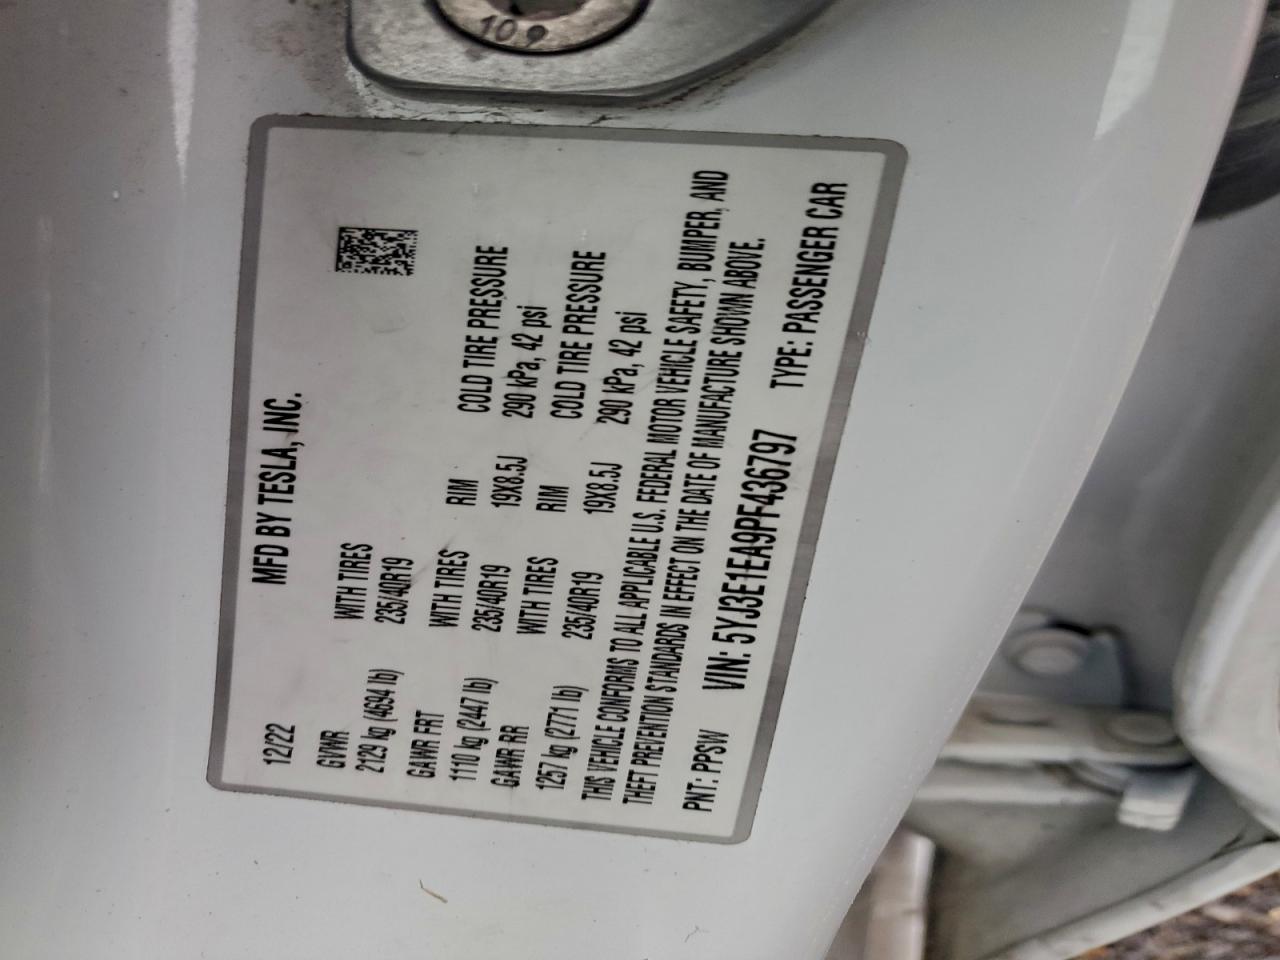 109
12/22 MFD BY TESLA, INC.
GVWR WITH TIRES
2129 kg (4694 lb) 235/40R19
GAWR FRT WITH TIRES RIM COLD TIRE PRESSURE
1110 kg (2447 lb) 235/40R19 19X8.5J 290 kPa, 42 psi
GAWR RR WITH TIRES RIM COLD TIRE PRESSURE
1257 kg (2771 lb) 235/40R19 19X8.5J 290 kPa, 42 psi
THIS VEHICLE CONFORMS TO ALL APPLICABLE U.S. FEDERAL MOTOR VEHICLE SAFETY, BUMPER, AND
THEFT PREVENTION STANDARDS IN EFFECT ON THE DATE OF MANUFACTURE SHOWN ABOVE.
PNT: PPSW VIN: 5YJ3E1EA9PF436797 TYPE: PASSENGER CAR